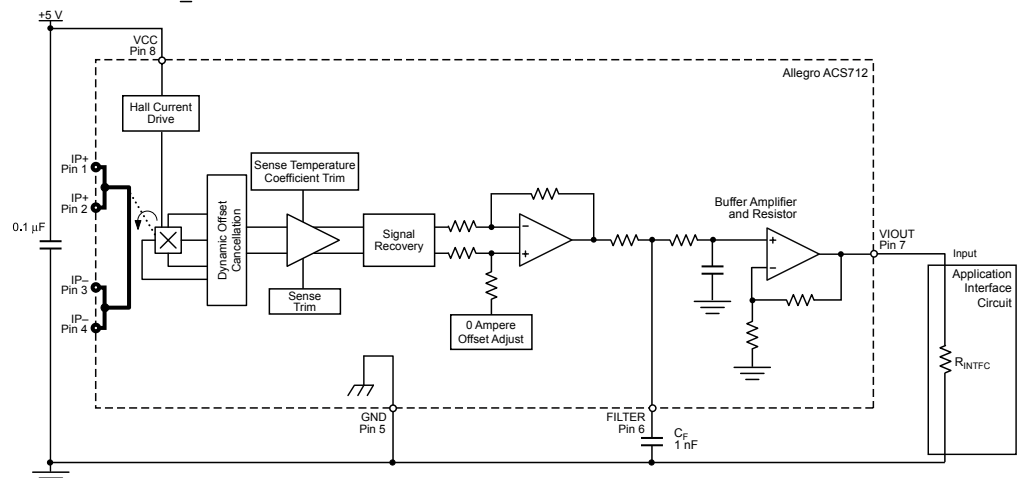 +5 V
VCC
Pin 8
Allegro ACS712
Hall Current
Drive
IP+
Pin 1
IP+
Pin 2
IP–
Pin 3
IP–
Pin 4
0.1 µF
Dynamic Offset
Cancellation
Sense Temperature
Coefficient Trim
Sense
Trim
Signal
Recovery
0 Ampere
Offset Adjust
Buffer Amplifier
and Resistor
VIOUT
Pin 7
Input
Application
Interface
Circuit
RINTFC
GND
Pin 5
FILTER
Pin 6
CF
1 nF